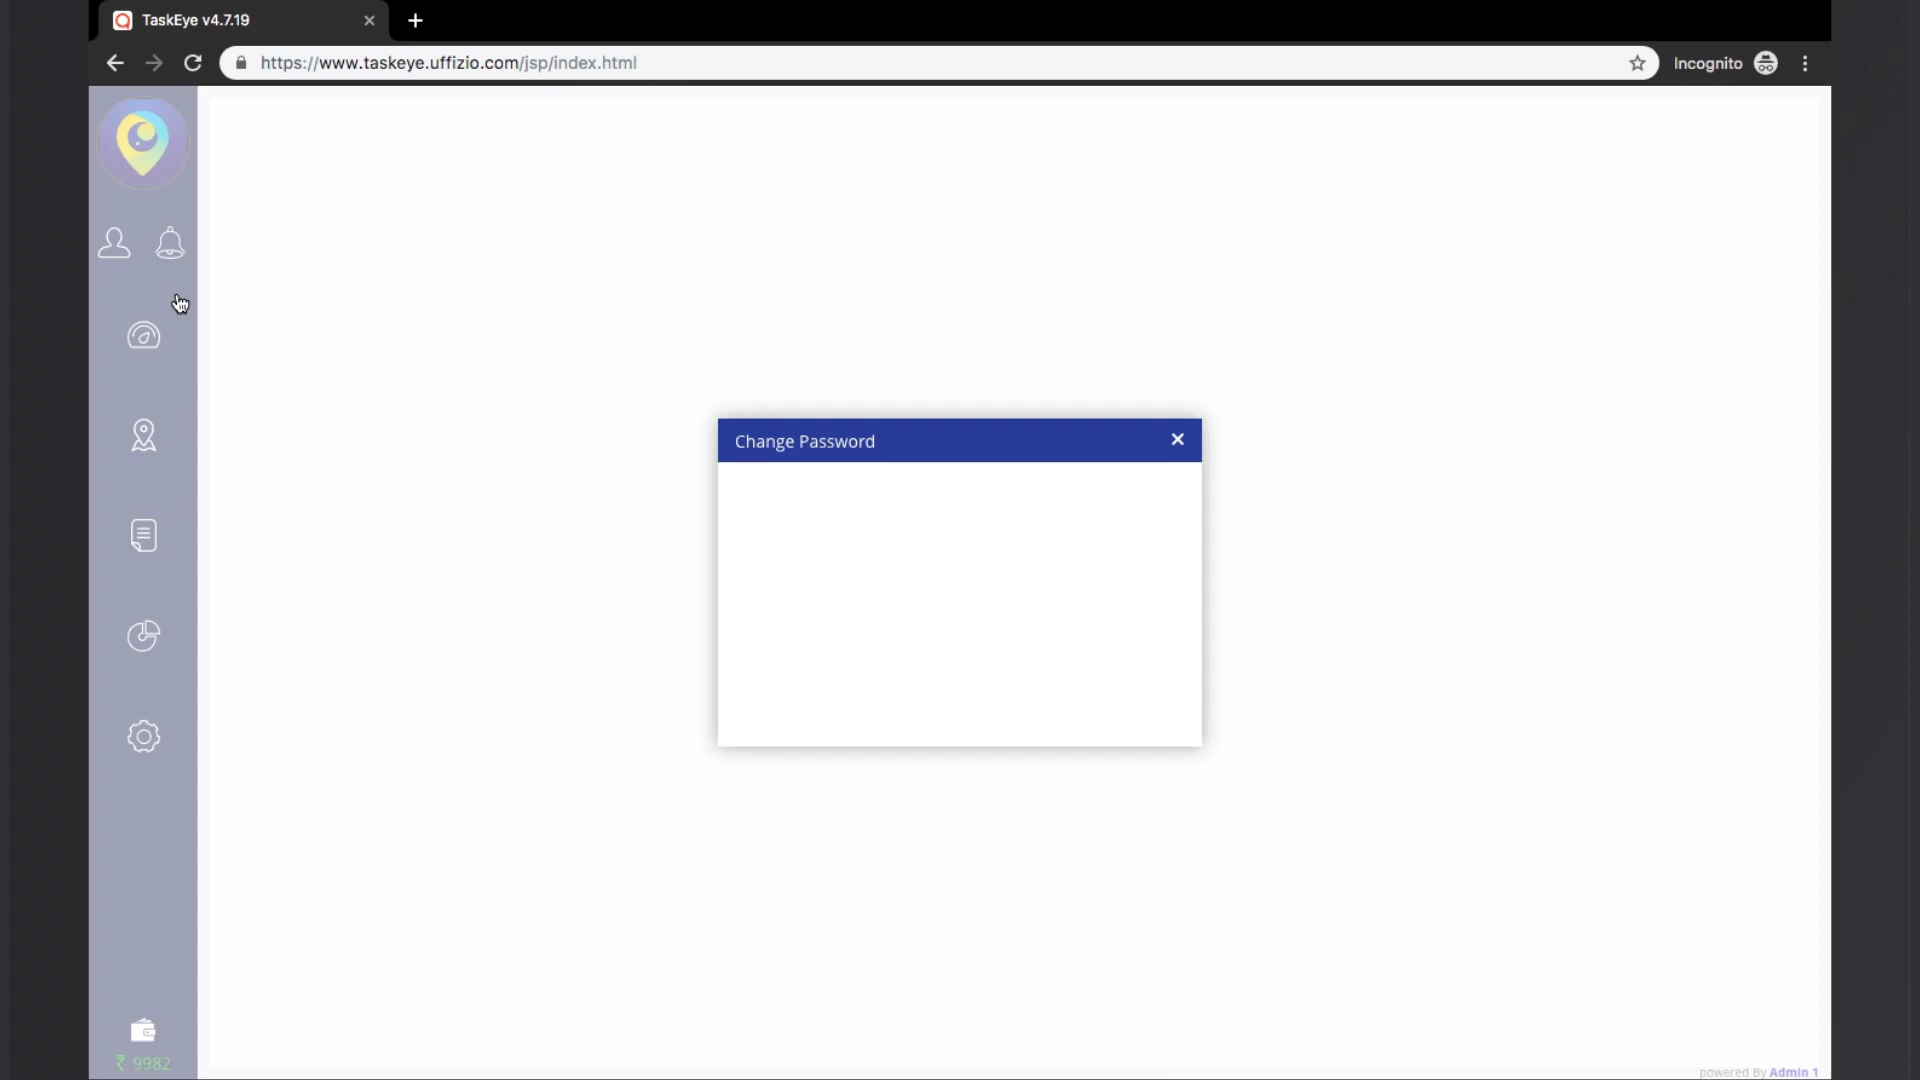 TaskEye v4.7.19
https://www.taskeye.uffizio.com/jsp/index.html
Incognito
Change Password
₹ 9982
powered By Admin 1